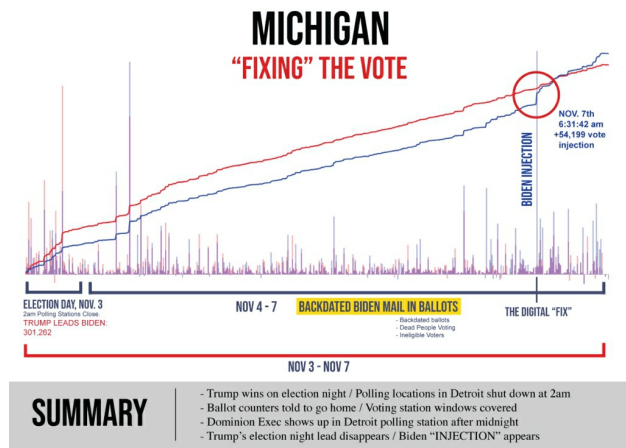 MICHIGAN
"FIXING" THE VOTE
NOV. 7th
6:31:42 am
+54,199 vote
injection
BIDEN INJECTION
ELECTION DAY, NOV. 3
2am Polling Stations Close.
TRUMP LEADS BIDEN:
301,262
NOV 4 - 7
BACKDATED BIDEN MAIL IN BALLOTS
- Backdated ballots
- Dead People Voting
- Ineligible Voters
THE DIGITAL "FIX"
NOV 3 - NOV 7
SUMMARY
- Trump wins on election night / Polling locations in Detroit shut down at 2am
- Ballot counters told to go home / Voting station windows covered
- Dominion Exec shows up in Detroit polling station after midnight
- Trump's election night lead disappears / Biden "INJECTION" appears